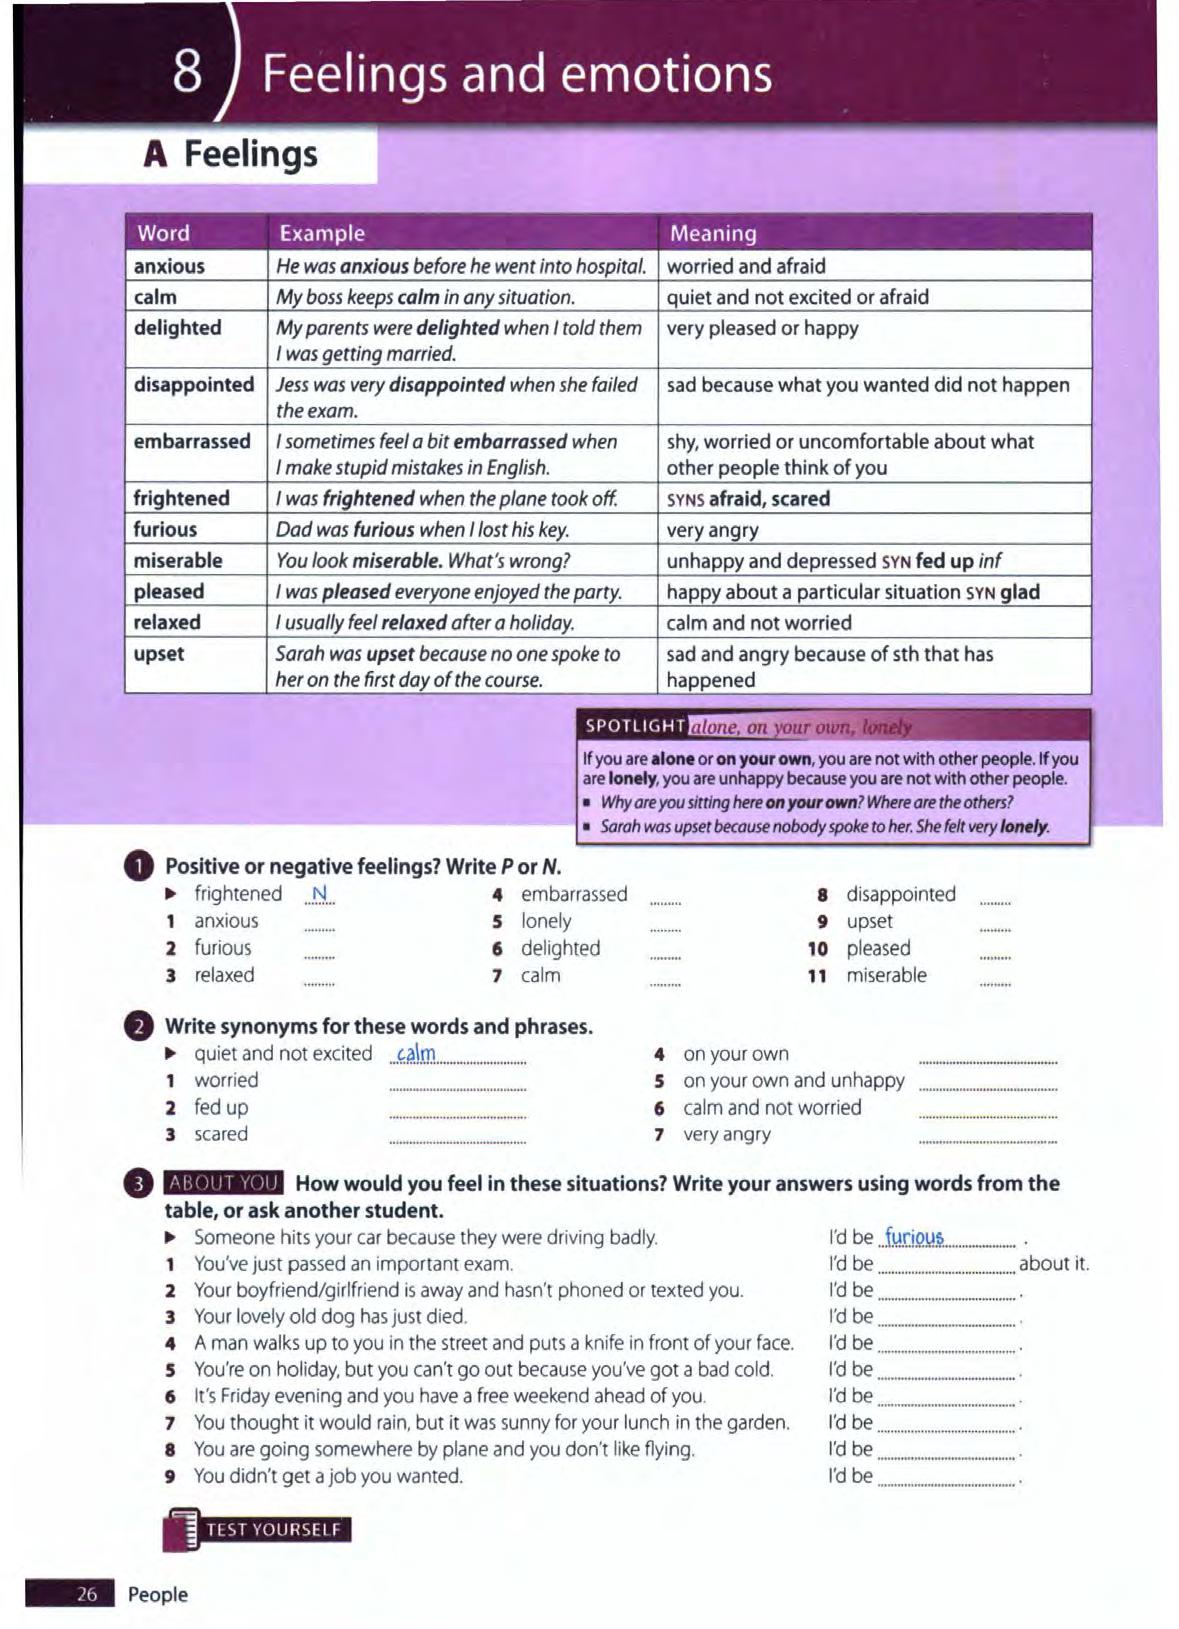 8 Feelings and emotions
A Feelings
Word Example Meaning
anxious He was anxious before he went into hospital. worried and afraid
calm My boss keeps calm in any situation. quiet and not excited or afraid
delighted My parents were delighted when I told them very pleased or happy
I was getting married.
disappointed Jess was very disappointed when she failed sad because what you wanted did not happen
the exam.
embarrassed I sometimes feel a bit embarrassed when shy, worried or uncomfortable about what
I make stupid mistakes in English. other people think of you
frightened I was frightened when the plane took off. SYNS afraid, scared
furious Dad was furious when I lost his key. very angry
miserable You look miserable. What's wrong? unhappy and depressed SYN fed up inf
pleased I was pleased everyone enjoyed the party. happy about a particular situation SYN glad
relaxed I usually feel relaxed after a holiday. calm and not worried
upset Sarah was upset because no one spoke to sad and angry because of sth that has
her on the first day of the course. happened
SPOTLIGHT alone, on your own, lonely
If you are alone or on your own, you are not with other people. If you
are lonely, you are unhappy because you are not with other people.
▪ Why are you sitting here on your own? Where are the others?
▪ Sarah was upset because nobody spoke to her. She felt very lonely.
1 Positive or negative feelings? Write P or N.
▶ frightened N 4 embarrassed ......... 8 disappointed .........
1 anxious ......... 5 lonely ......... 9 upset .........
2 furious ......... 6 delighted ......... 10 pleased .........
3 relaxed ......... 7 calm ......... 11 miserable .........
2 Write synonyms for these words and phrases.
▶ quiet and not excited calm 4 on your own .........
1 worried ......... 5 on your own and unhappy .........
2 fed up ......... 6 calm and not worried .........
3 scared ......... 7 very angry .........
3 ABOUT YOU How would you feel in these situations? Write your answers using words from the
table, or ask another student.
▶ Someone hits your car because they were driving badly. I'd be furious .
1 You've just passed an important exam. I'd be ......... about it.
2 Your boyfriend/girlfriend is away and hasn't phoned or texted you. I'd be ......... .
3 Your lovely old dog has just died. I'd be ......... .
4 A man walks up to you in the street and puts a knife in front of your face. I'd be ......... .
5 You're on holiday, but you can't go out because you've got a bad cold. I'd be ......... .
6 It's Friday evening and you have a free weekend ahead of you. I'd be ......... .
7 You thought it would rain, but it was sunny for your lunch in the garden. I'd be ......... .
8 You are going somewhere by plane and you don't like flying. I'd be ......... .
9 You didn't get a job you wanted. I'd be ......... .
TEST YOURSELF
26 People